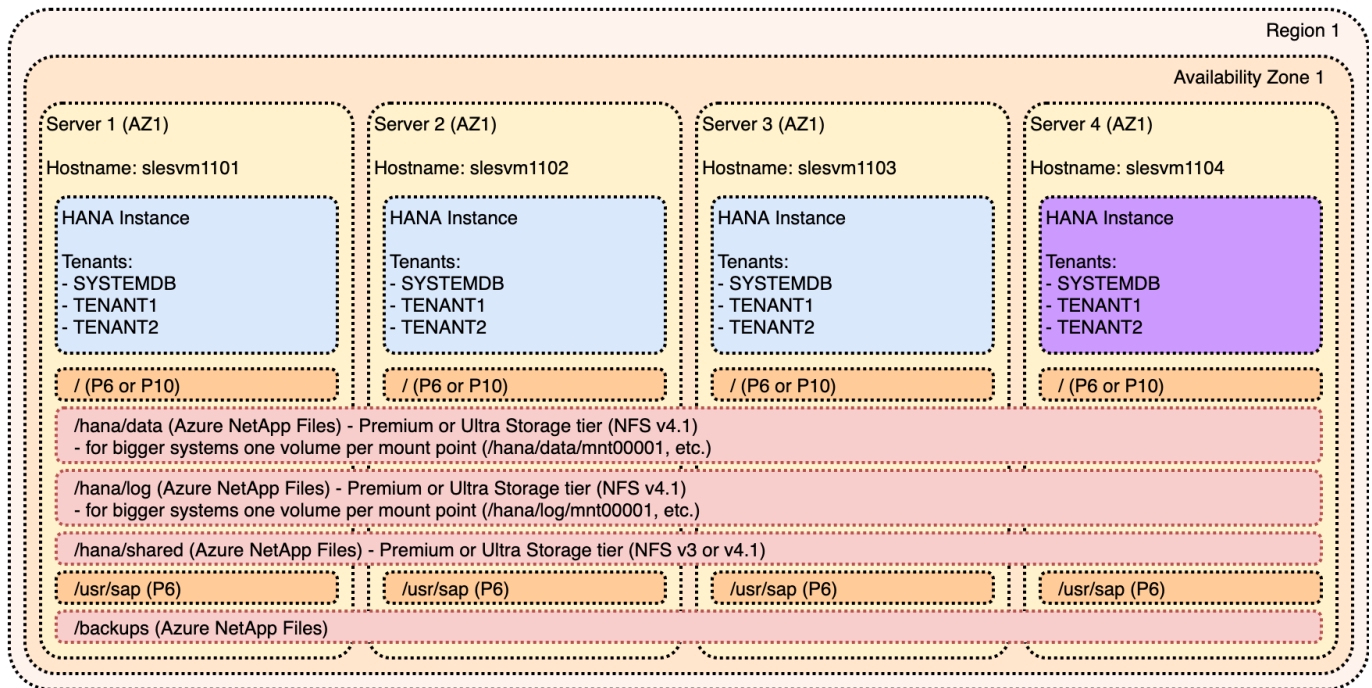 Region 1
Availability Zone 1
Server 1 (AZ1)
Hostname: slesvm1101
HANA Instance
Tenants:
- SYSTEMDB
- TENANT1
- TENANT2
Server 2 (AZ1)
Hostname: slesvm1102
HANA Instance
Tenants:
- SYSTEMDB
- TENANT1
- TENANT2
Server 3 (AZ1)
Hostname: slesvm1103
HANA Instance
Tenants:
- SYSTEMDB
- TENANT1
- TENANT2
Server 4 (AZ1)
Hostname: slesvm1104
HANA Instance
Tenants:
- SYSTEMDB
- TENANT1
- TENANT2
/ (P6 or P10)
/ (P6 or P10)
/ (P6 or P10)
/ (P6 or P10)
/hana/data (Azure NetApp Files) - Premium or Ultra Storage tier (NFS v4.1)
- for bigger systems one volume per mount point (/hana/data/mnt00001, etc.)
/hana/log (Azure NetApp Files) - Premium or Ultra Storage tier (NFS v4.1)
- for bigger systems one volume per mount point (/hana/log/mnt00001, etc.)
/hana/shared (Azure NetApp Files) - Premium or Ultra Storage tier (NFS v3 or v4.1)
/usr/sap (P6)
/usr/sap (P6)
/usr/sap (P6)
/usr/sap (P6)
/backups (Azure NetApp Files)